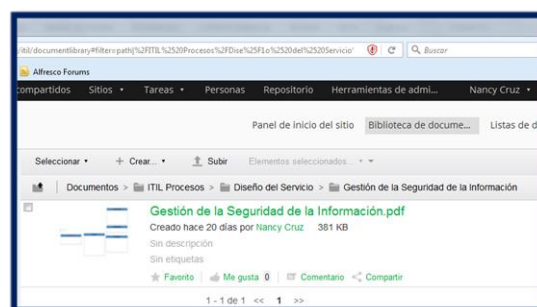 /itil/documentlibrary#filter=path|%2FITIL%2520Procesos%2FDise%25F1o%2520del%2520Servicio' Buscar
Alfresco Forums
compartidos Sitios Tareas Personas Repositorio Herramientas de admi... Nancy Cruz
Panel de inicio del sitio Biblioteca de docume... Listas de d
Seleccionar + Crear... Subir Elementos seleccionados...
Documentos > ITIL Procesos > Diseño del Servicio > Gestión de la Seguridad de la Información
Gestión de la Seguridad de la Información.pdf
Creado hace 20 días por Nancy Cruz 381 KB
Sin descripción
Sin etiquetas
Favorito Me gusta 0 Comentario Compartir
1 - 1 de 1 << 1 >>